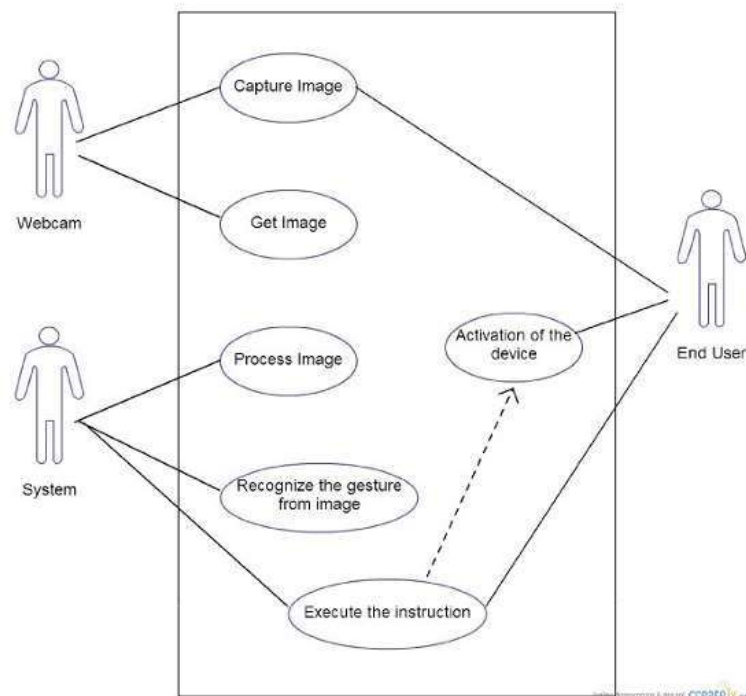 Capture Image
Webcam
Get Image
Activation of the
device
End User
Process Image
System
Recognize the gesture
from image
Execute the instruction